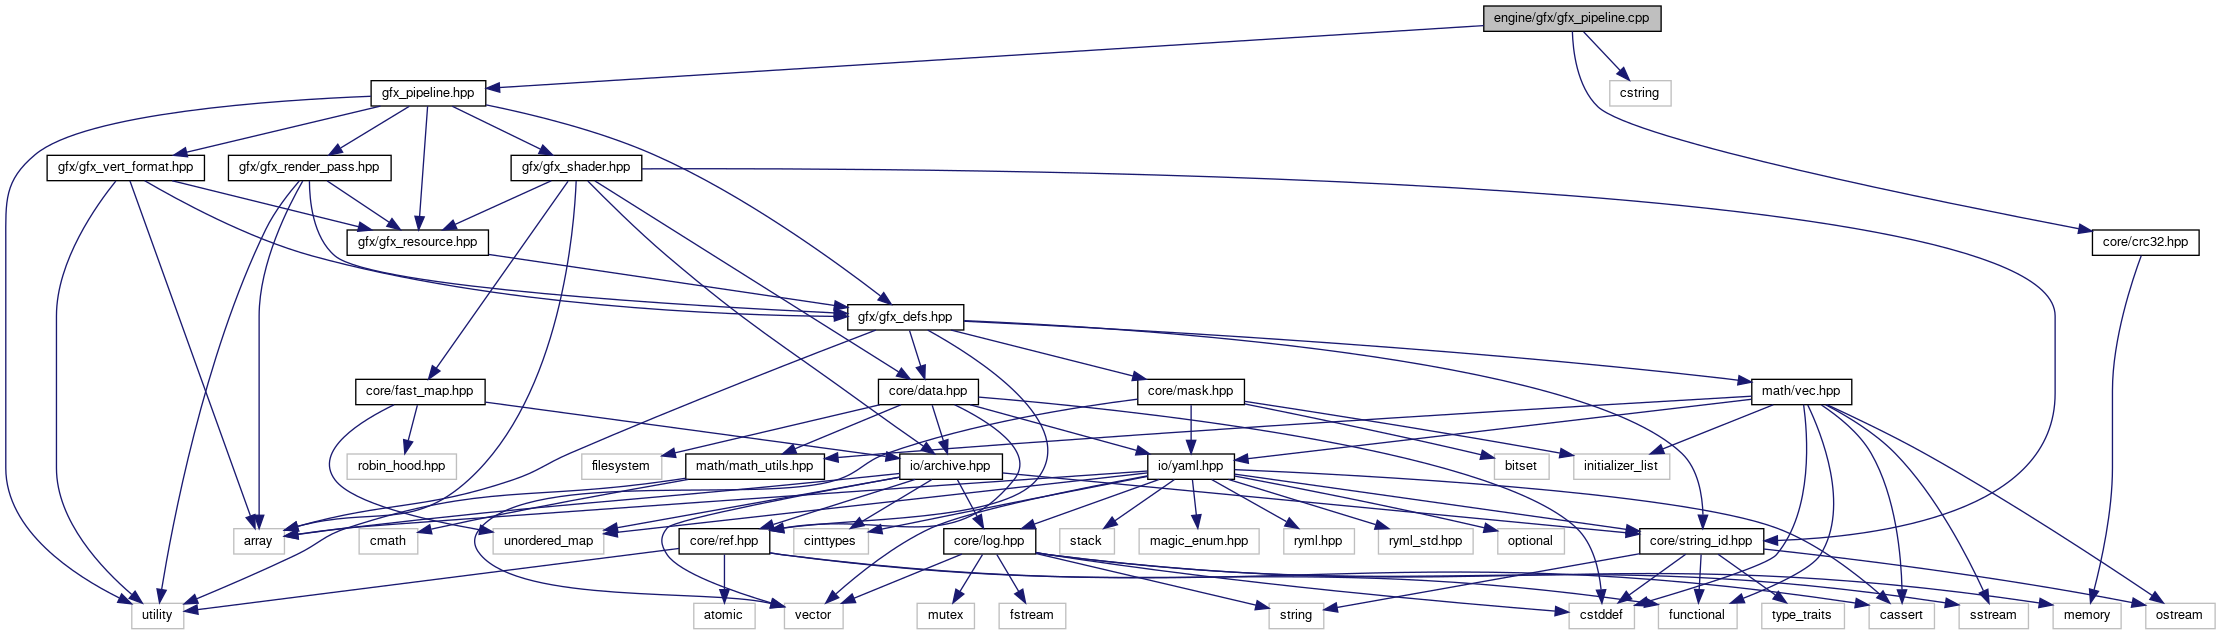 engine/gfx/gfx_pipeline.cpp
gfx_pipeline.hpp
cstring
gfx/gfx_vert_format.hpp
gfx/gfx_render_pass.hpp
gfx/gfx_shader.hpp
gfx/gfx_resource.hpp
core/crc32.hpp
gfx/gfx_defs.hpp
core/fast_map.hpp
core/data.hpp
core/mask.hpp
math/vec.hpp
robin_hood.hpp
filesystem
math/math_utils.hpp
io/archive.hpp
io/yaml.hpp
bitset
initializer_list
array
cmath
unordered_map
core/ref.hpp
cinttypes
core/log.hpp
stack
magic_enum.hpp
ryml.hpp
ryml_std.hpp
optional
core/string_id.hpp
utility
atomic
vector
mutex
fstream
string
cstddef
functional
type_traits
cassert
sstream
memory
ostream